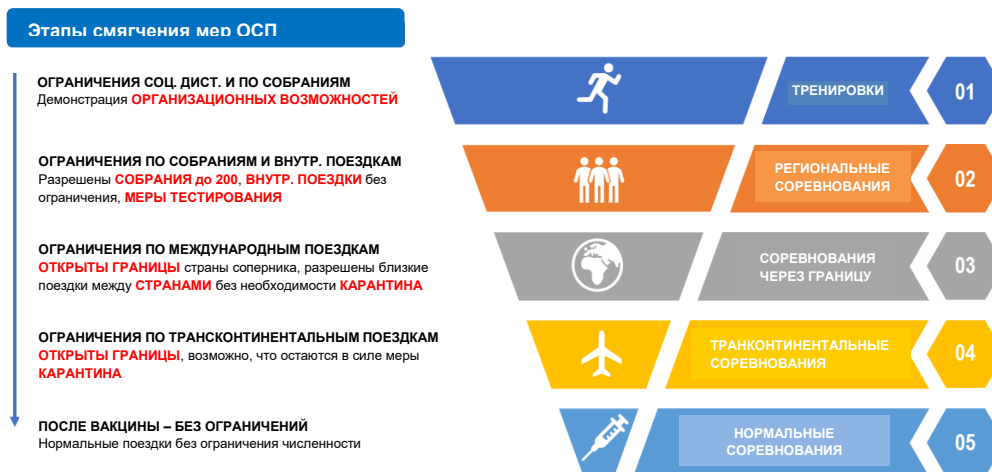 Этапы смягчения мер ОСП
ОГРАНИЧЕНИЯ СОЦ. ДИСТ. И ПО СОБРАНИЯМ
Демонстрация ОРГАНИЗАЦИОННЫХ ВОЗМОЖНОСТЕЙ
ТРЕНИРОВКИ
01
ОГРАНИЧЕНИЯ ПО СОБРАНИЯМ И ВНУТР. ПОЕЗДКАМ
Разрешены СОБРАНИЯ до 200, ВНУТР. ПОЕЗДКИ без
ограничения, МЕРЫ ТЕСТИРОВАНИЯ
РЕГИОНАЛЬНЫЕ
СОРЕВНОВАНИЯ
02
ОГРАНИЧЕНИЯ ПО МЕЖДУНАРОДНЫМ ПОЕЗДКАМ
ОТКРЫТЫ ГРАНИЦЫ страны соперника, разрешены близкие
поездки между СТРАНАМИ без необходимости КАРАНТИНА
СОРЕВНОВАНИЯ
ЧЕРЕЗ ГРАНИЦУ
03
ОГРАНИЧЕНИЯ ПО ТРАНСКОНТИНЕНТАЛЬНЫМ ПОЕЗДКАМ
ОТКРЫТЫ ГРАНИЦЫ, возможно, что остаются в силе меры
КАРАНТИНА
ТРАНКОНТИНЕНТАЛЬНЫЕ
СОРЕВНОВАНИЯ
04
ПОСЛЕ ВАКЦИНЫ – БЕЗ ОГРАНИЧЕНИЙ
Нормальные поездки без ограничения численности
НОРМАЛЬНЫЕ
СОРЕВНОВАНИЯ
05